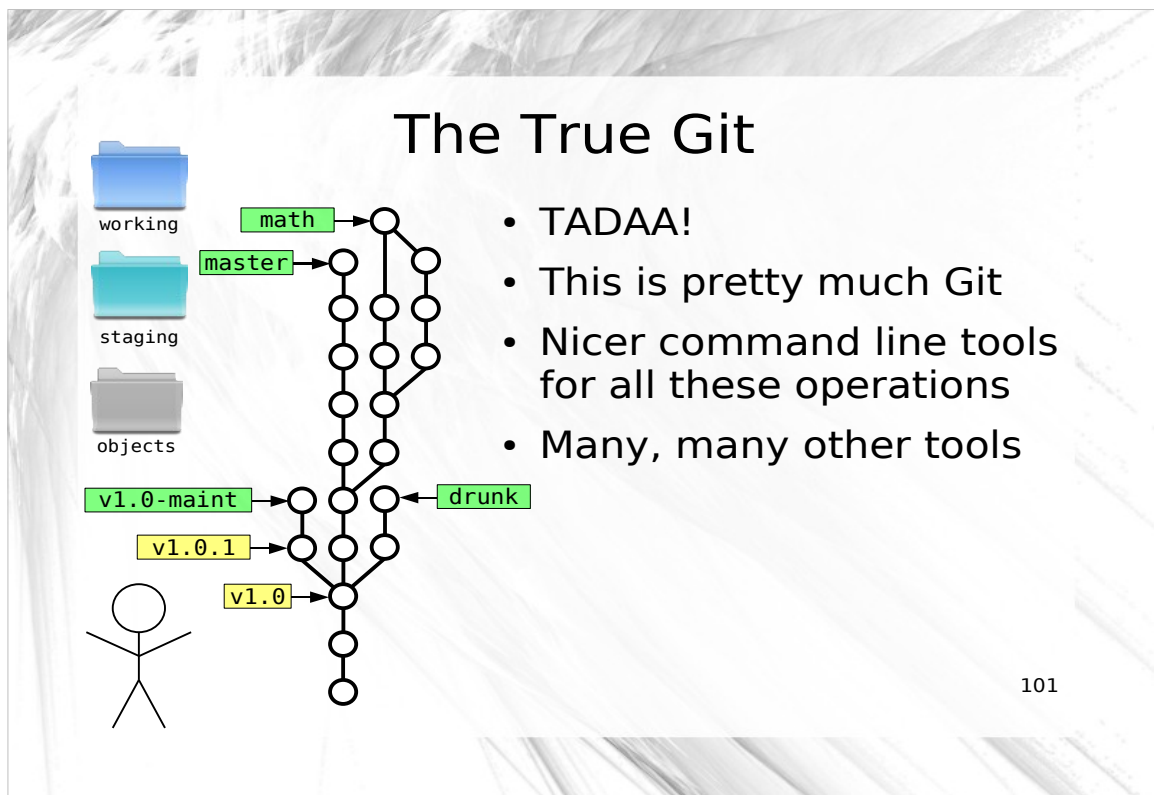 The True Git
working
staging
objects
math
master
v1.0-maint
drunk
v1.0.1
v1.0
• TADAA!
• This is pretty much Git
• Nicer command line tools
for all these operations
• Many, many other tools
101